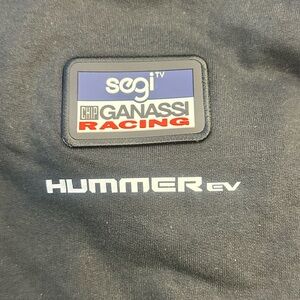 segi TV
CHIP GANASSI
RACING
HUMMER EV